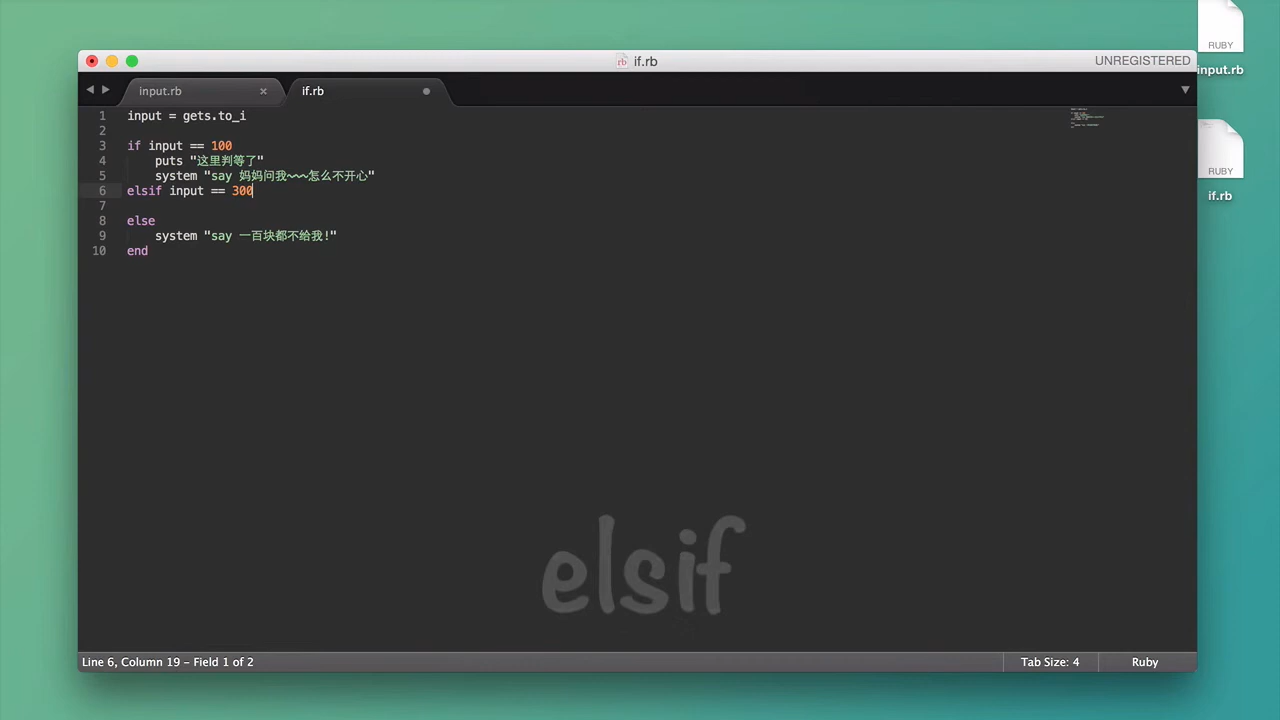 RUBY
input.rb
rb if.rb
UNREGISTERED
input.rb
if.rb
1 input = gets.to_i
2
3 if input == 100
4 puts "这里判等了"
5 system "say 妈妈问我~~~怎么不开心"
6 elsif input == 300
7
8 else
9 system "say 一百块都不给我!"
10 end
RUBY
if.rb
elsif
Line 6, Column 19 – Field 1 of 2
Tab Size: 4
Ruby